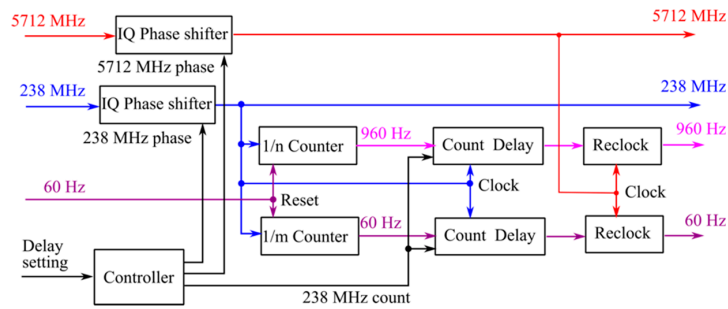 5712 MHz
IQ Phase shifter
5712 MHz
5712 MHz phase
238 MHz
IQ Phase shifter
238 MHz
238 MHz phase
1/n Counter
960 Hz
Count Delay
Reclock
960 Hz
60 Hz
Reset
Clock
Clock
1/m Counter
60 Hz
Count Delay
Reclock
60 Hz
Delay
setting
Controller
238 MHz count